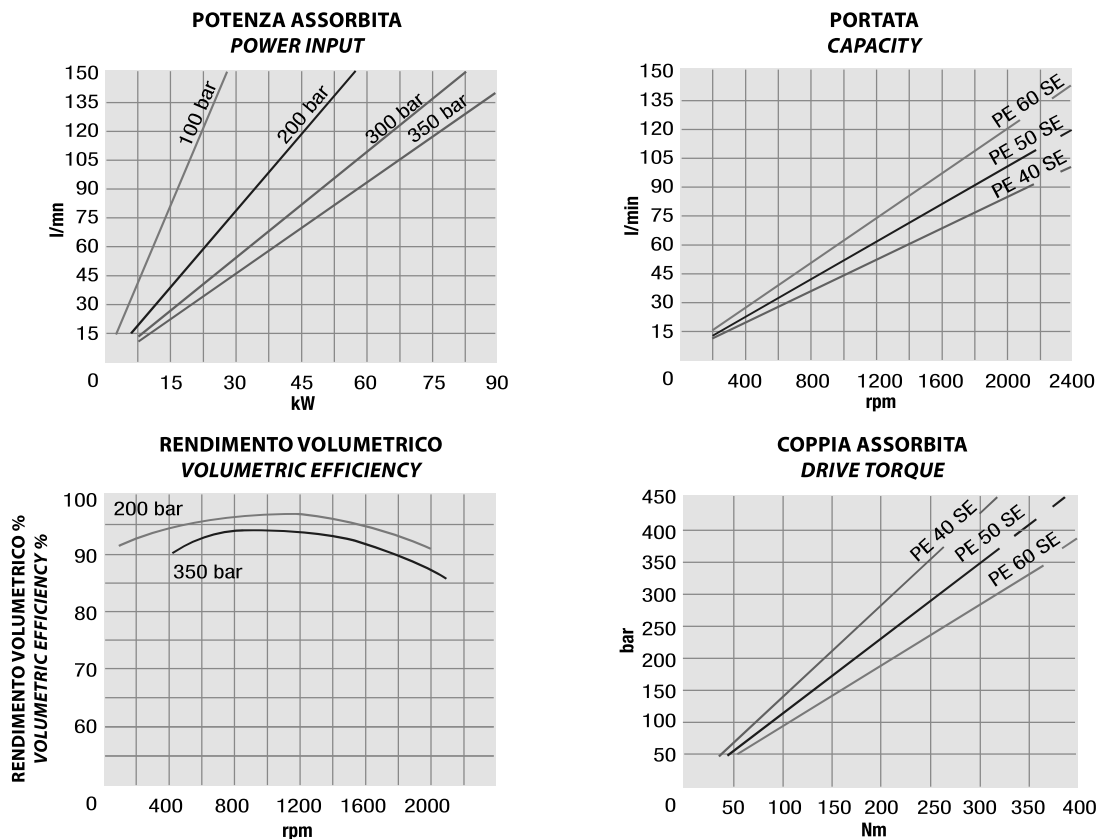 POTENZA ASSORBITA
POWER INPUT
150
135
120
105
90
75
60
45
30
15
0
l/mn
100 bar
200 bar
300 bar
350 bar
15
30
45
60
75
90
kW
PORTATA
CAPACITY
150
135
120
105
90
75
60
45
30
15
0
l/min
PE 60 SE
PE 50 SE
PE 40 SE
400
800
1200
1600
2000
2400
rpm
RENDIMENTO VOLUMETRICO
VOLUMETRIC EFFICIENCY
RENDIMENTO VOLUMETRICO %
VOLUMETRIC EFFICIENCY %
100
90
80
70
60
0
200 bar
350 bar
400
800
1200
1600
2000
rpm
COPPIA ASSORBITA
DRIVE TORQUE
450
400
350
300
250
200
150
100
50
0
bar
PE 40 SE
PE 50 SE
PE 60 SE
50
100
150
200
250
300
350
400
Nm